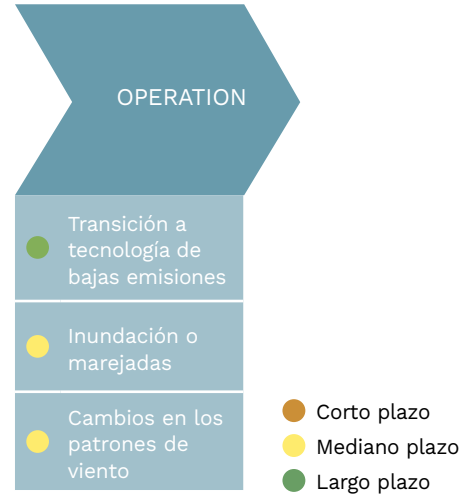 OPERATION
Transición a
tecnología de
bajas emisiones
Inundación o
marejadas
Cambios en los
patrones de
viento
Corto plazo
Mediano plazo
Largo plazo